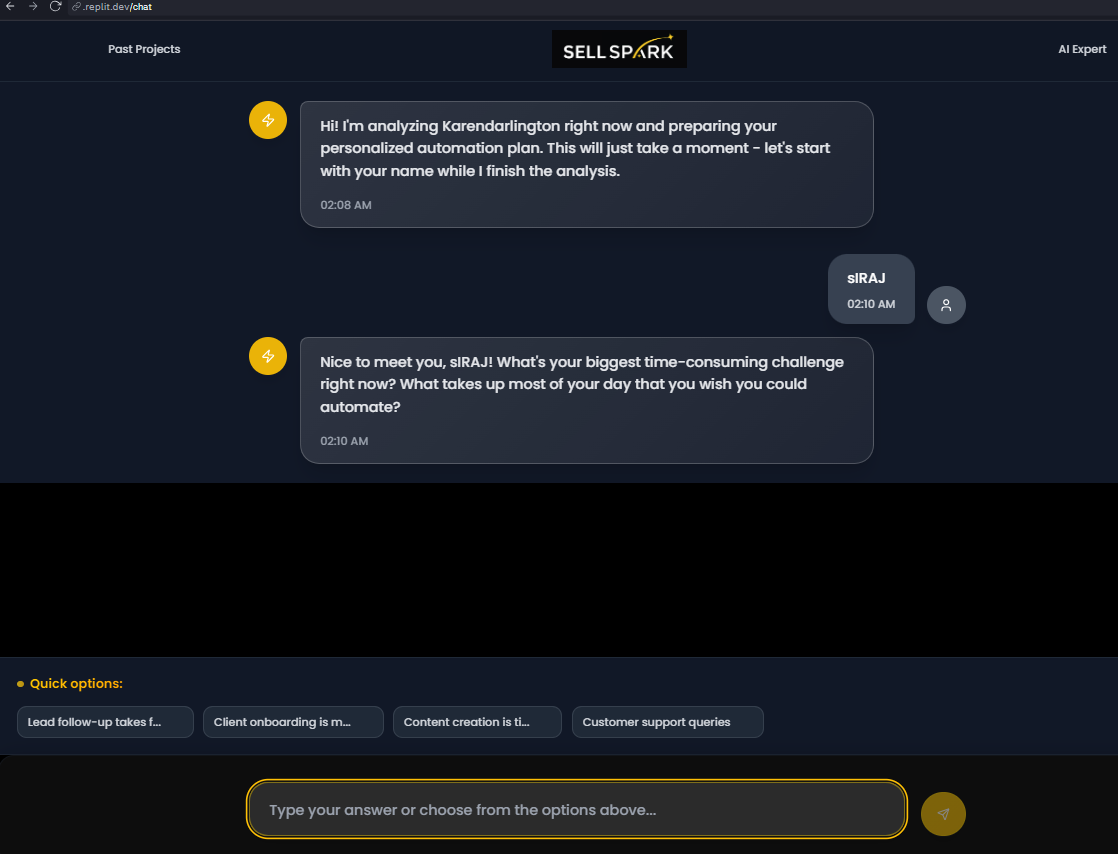 .replit.dev/chat
Past Projects
SELL SPARK
AI Expert
Hi! I'm analyzing Karendarlington right now and preparing your
personalized automation plan. This will just take a moment - let's start
with your name while I finish the analysis.
02:08 AM
sIRAJ
02:10 AM
Nice to meet you, sIRAJ! What's your biggest time-consuming challenge
right now? What takes up most of your day that you wish you could
automate?
02:10 AM
Quick options:
Lead follow-up takes f...
Client onboarding is m...
Content creation is ti...
Customer support queries
Type your answer or choose from the options above...